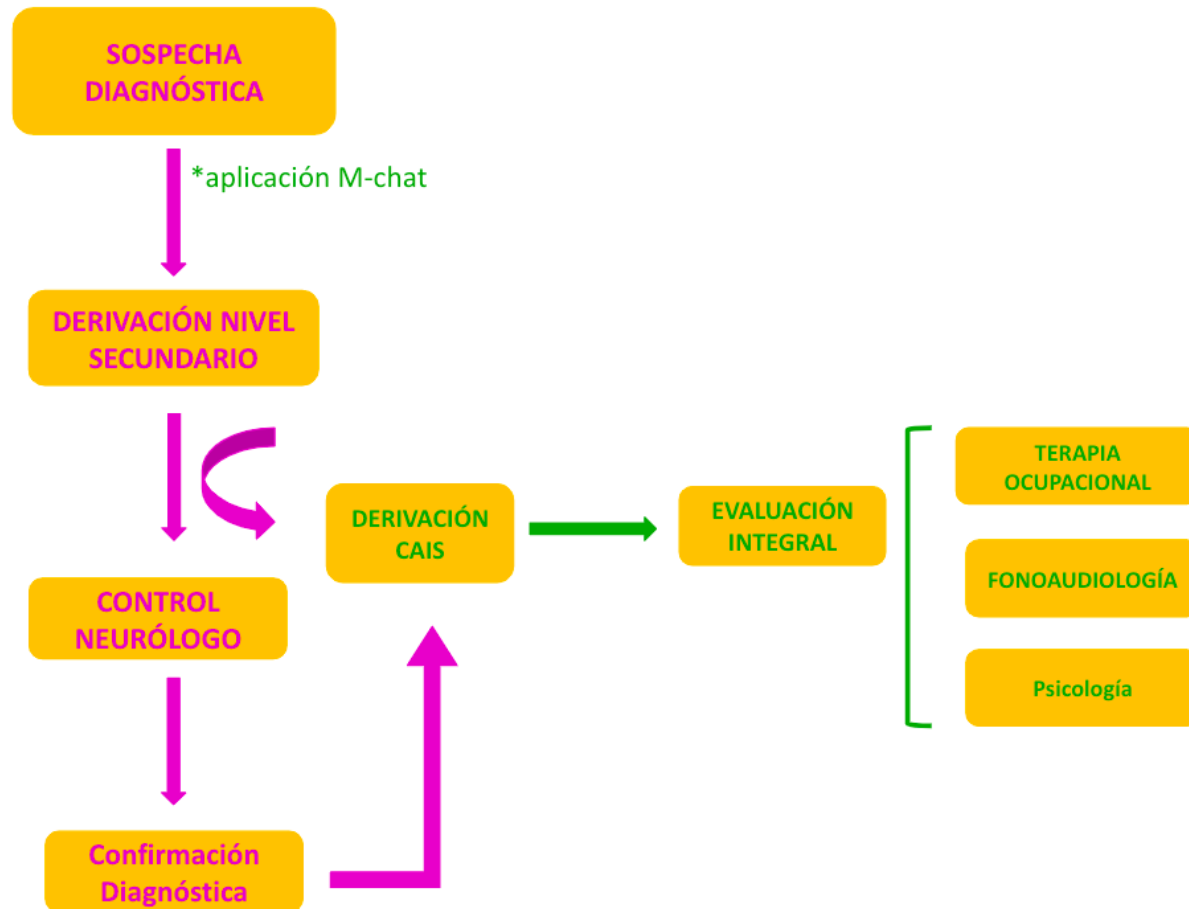 SOSPECHA
DIAGNÓSTICA
*aplicación M-chat
DERIVACIÓN NIVEL
SECUNDARIO
CONTROL
NEURÓLOGO
Confirmación
Diagnóstica
DERIVACIÓN
CAIS
EVALUACIÓN
INTEGRAL
TERAPIA
OCUPACIONAL
FONOAUDIOLOGÍA
Psicología